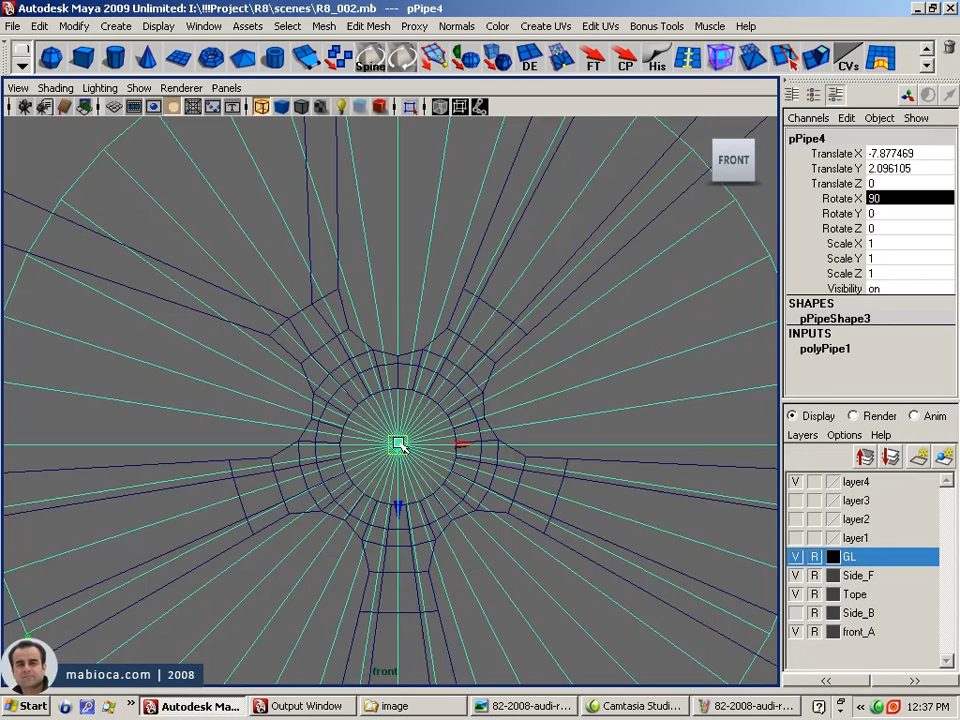 Autodesk Maya 2009 Unlimited: I:\!!!Project\R8\scenes\R8_002.mb --- pPipe4
File Edit Modify Create Display Window Assets Select Mesh Edit Mesh Proxy Normals Color Create UVs Edit UVs Bonus Tools Muscle Help
Spine DE FT CP His CVs
View Shading Lighting Show Renderer Panels
FRONT
front
Channels Edit Object Show
pPipe4
Translate X -7.877469
Translate Y 2.096105
Translate Z 0
Rotate X 90
Rotate Y 0
Rotate Z 0
Scale X 1
Scale Y 1
Scale Z 1
Visibility on
SHAPES
pPipeShape3
INPUTS
polyPipe1
Display Render Anim
Layers Options Help
V layer4
layer3
layer2
layer1
V R GL
V R Side_F
V R Tope
R Side_B
V R front_A
mabioca.com | 2008
Start Autodesk Ma... Output Window image 82-2008-audi-r... Camtasia Studi... 82-2008-audi-r... 12:37 PM